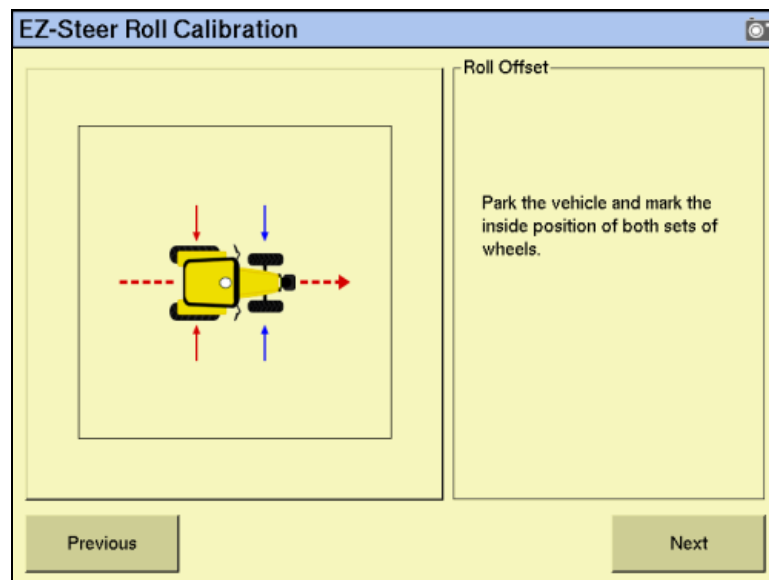 EZ-Steer Roll Calibration
Roll Offset
Park the vehicle and mark the
inside position of both sets of
wheels.
Previous
Next